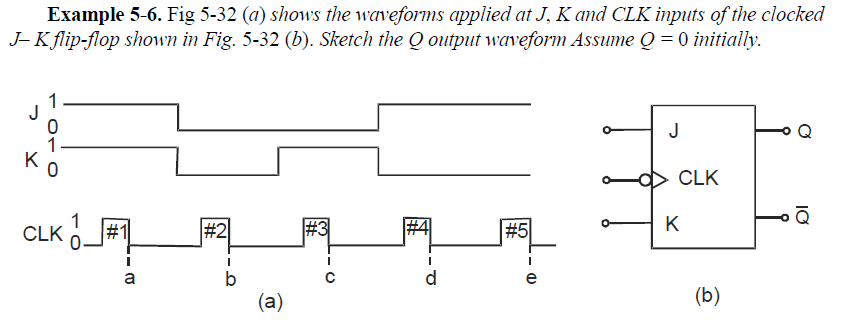 Example 5-6. Fig 5-32 (a) shows the waveforms applied at J, K and CLK inputs of the clocked
J– K flip-flop shown in Fig. 5-32 (b). Sketch the Q output waveform Assume Q = 0 initially.
J 1
0
K 1
0
CLK 1
0
#1 #2 #3 #4 #5
a b c d e
(a)
J Q
CLK
K Q̅
(b)